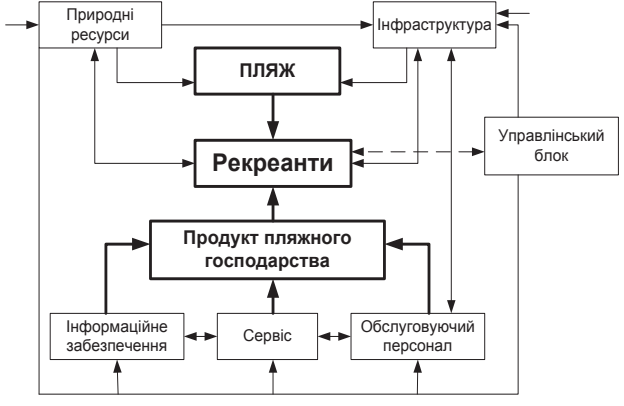 Природні
ресурси
Інфраструктура
ПЛЯЖ
Управлінський
блок
Рекреанти
Продукт пляжного
господарства
Інформаційне
забезпечення
Сервіс
Обслуговуючий
персонал